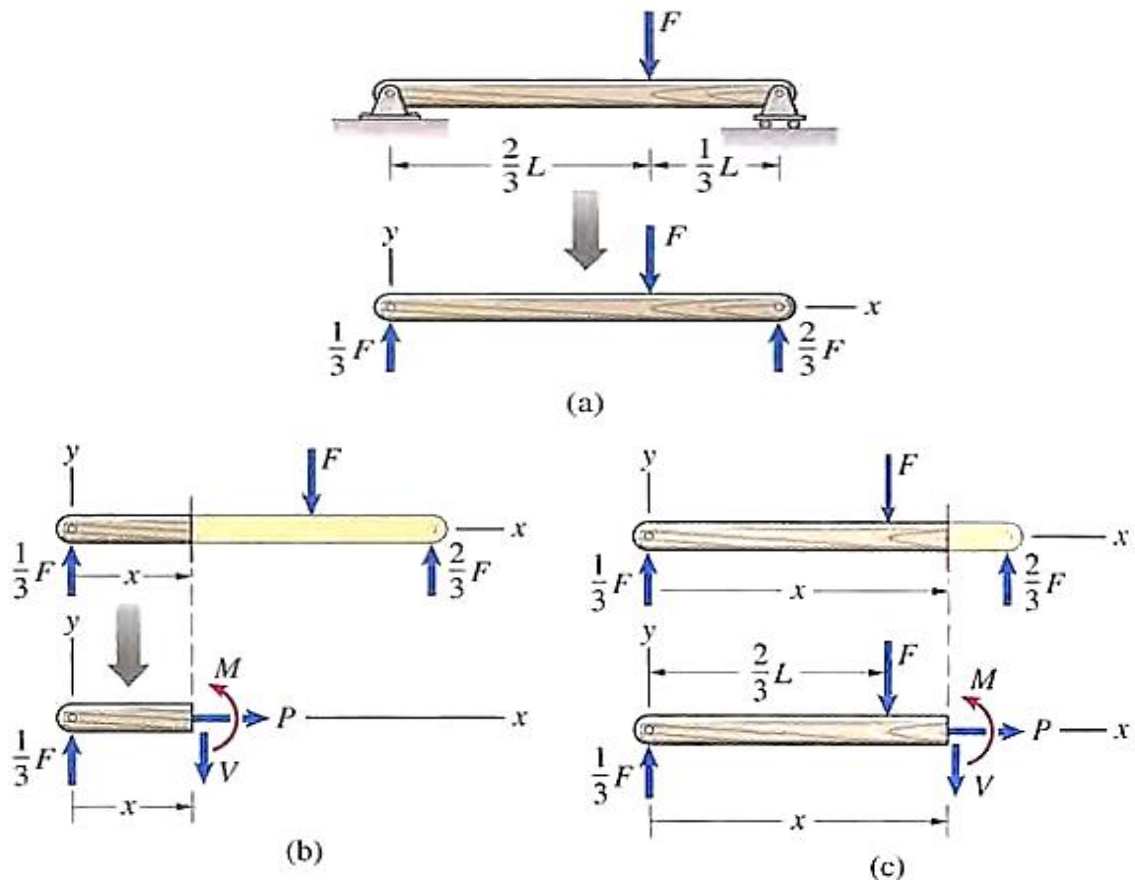 F
2/3 L 1/3 L
y F
x
1/3 F 2/3 F
(a)
y F
x
1/3 F x 2/3 F
y
M
P x
1/3 F V
x
(b)
y F
x
1/3 F x 2/3 F
y 2/3 L F
M
P x
1/3 F V
x
(c)